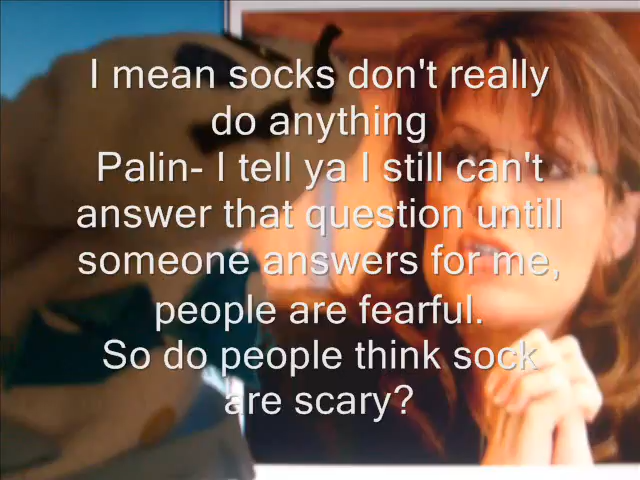 I mean socks don't really
do anything
Palin- I tell ya I still can't
answer that question untill
someone answers for me,
people are fearful.
So do people think sock
are scary?